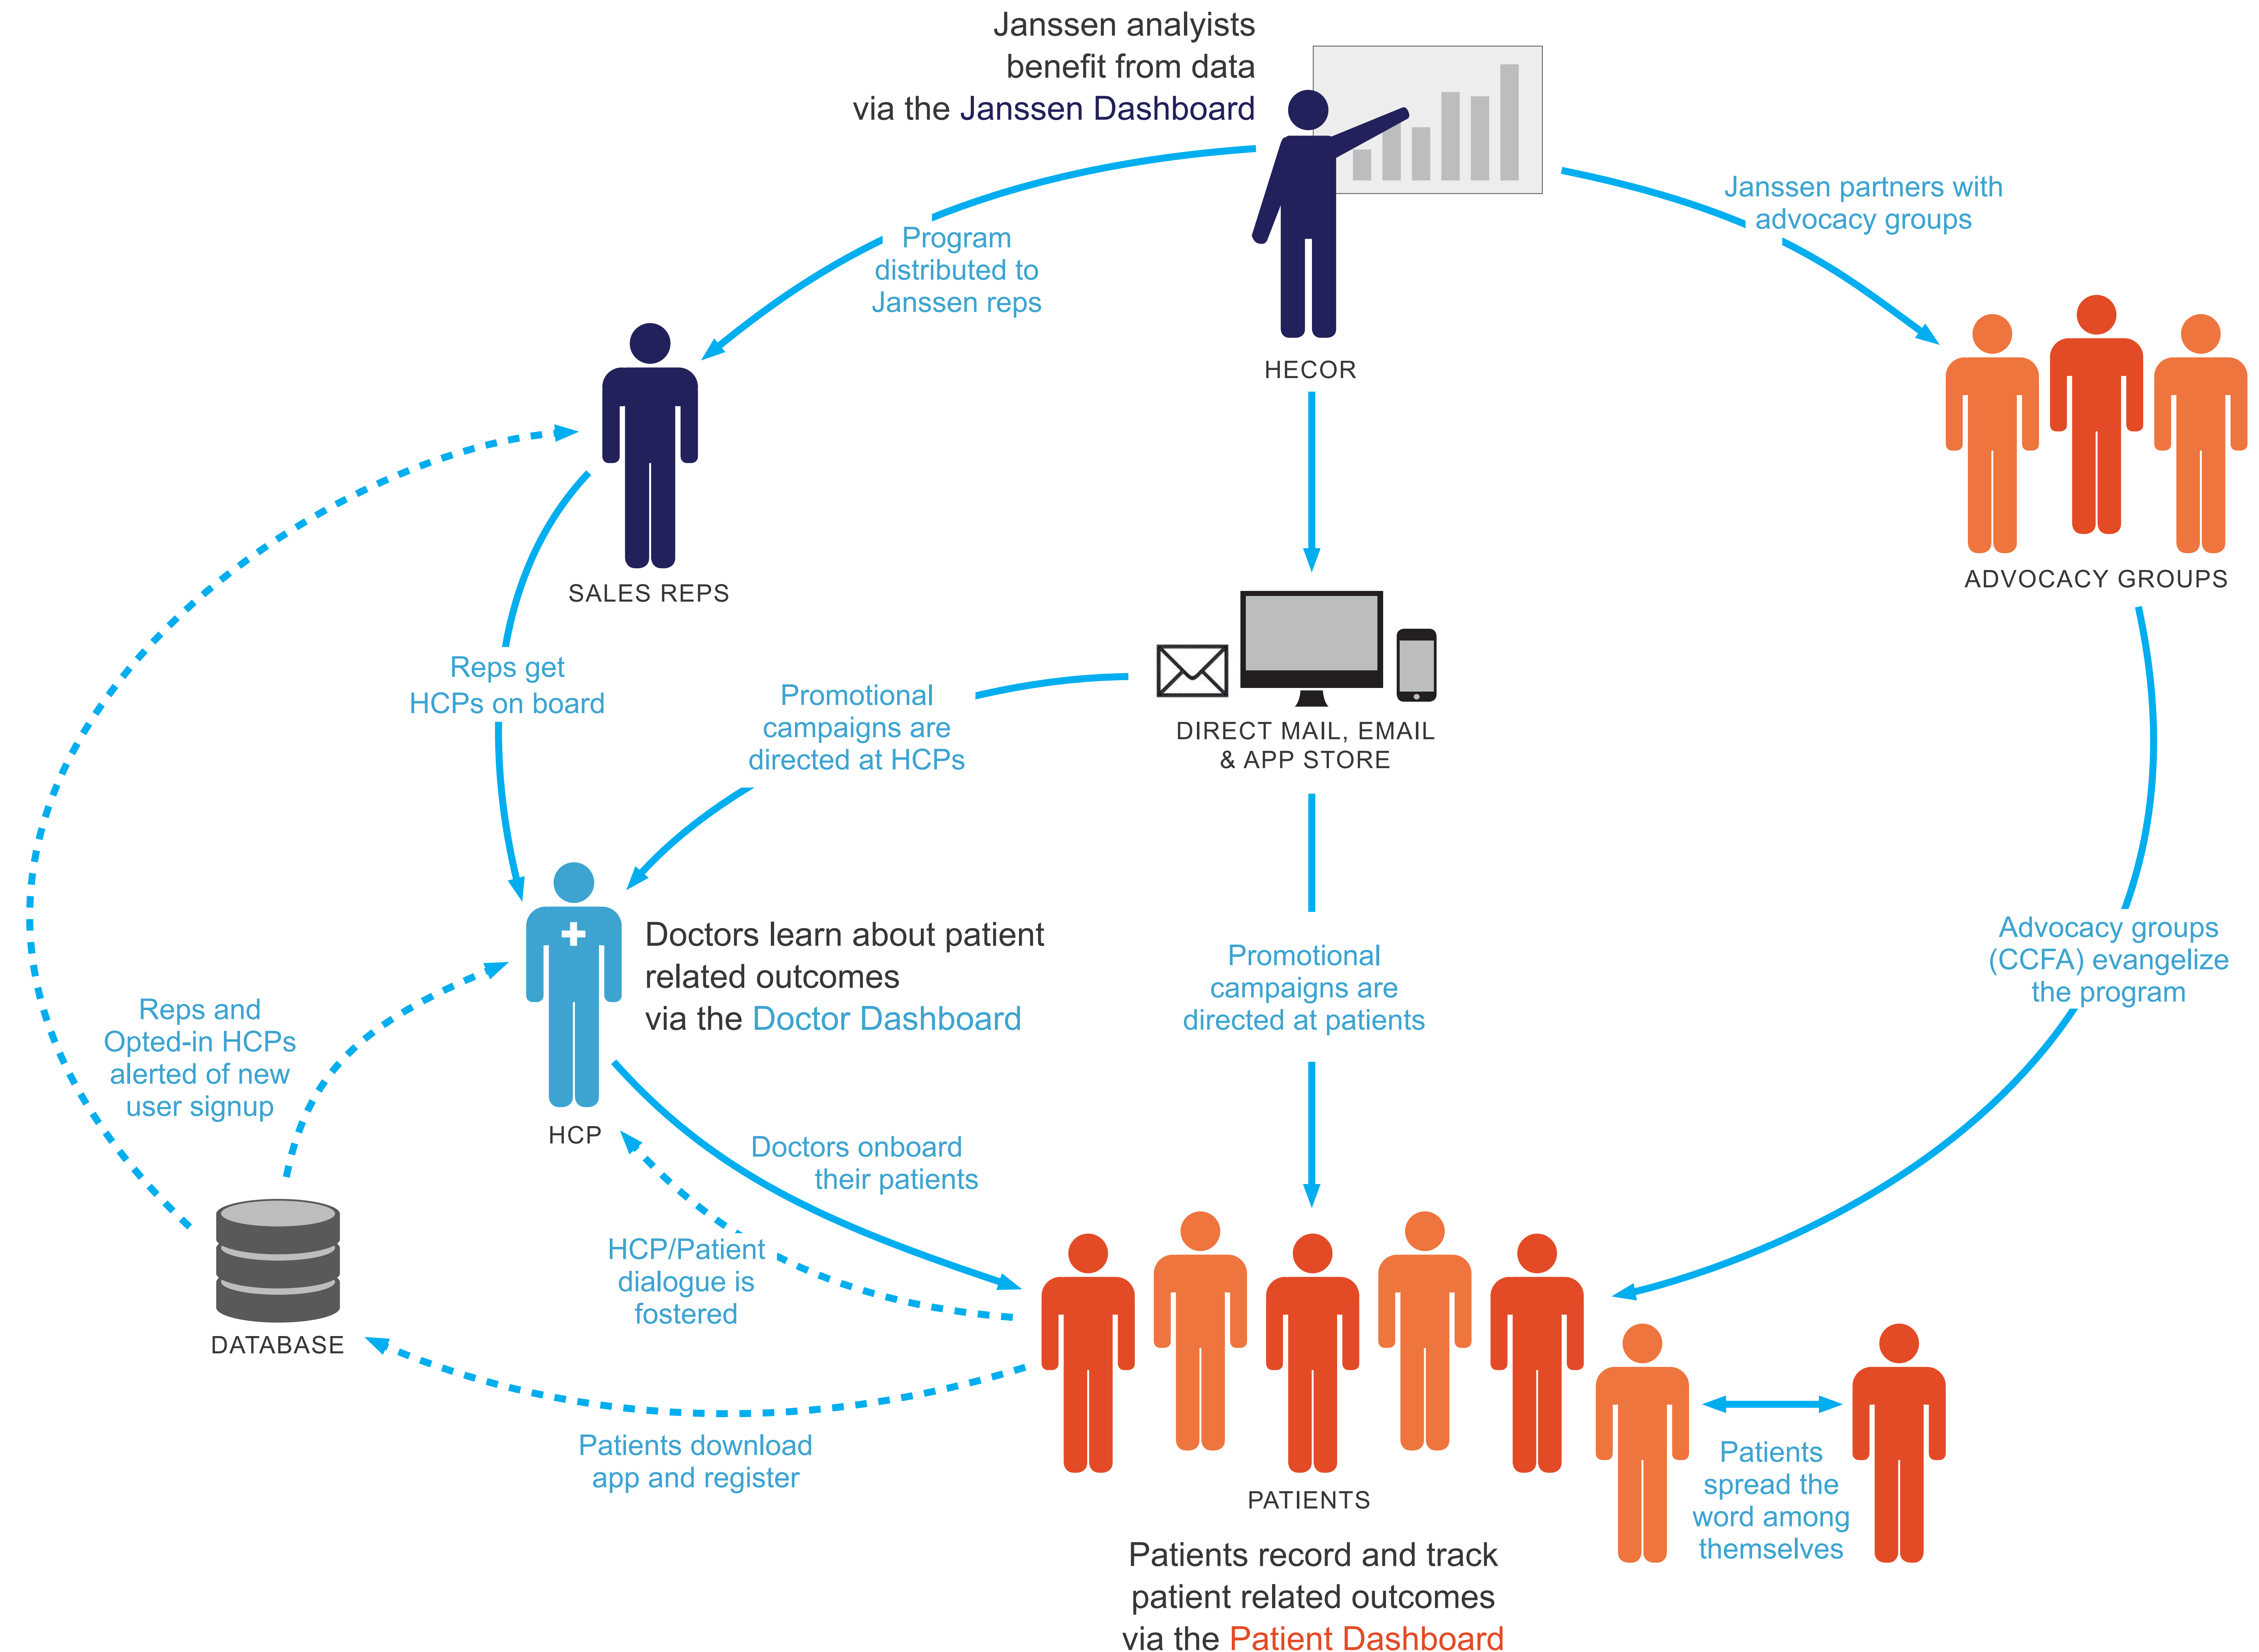 Janssen analyists
benefit from data
via the Janssen Dashboard
Janssen partners with
advocacy groups
Program
distributed to
Janssen reps
HECOR
SALES REPS
ADVOCACY GROUPS
Reps get
HCPs on board
Promotional
campaigns are
directed at HCPs
DIRECT MAIL, EMAIL
& APP STORE
Doctors learn about patient
related outcomes
via the Doctor Dashboard
Promotional
campaigns are
directed at patients
Advocacy groups
(CCFA) evangelize
the program
Reps and
Opted-in HCPs
alerted of new
user signup
HCP
Doctors onboard
their patients
HCP/Patient
dialogue is
fostered
DATABASE
Patients download
app and register
PATIENTS
Patients
spread the
word among
themselves
Patients record and track
patient related outcomes
via the Patient Dashboard